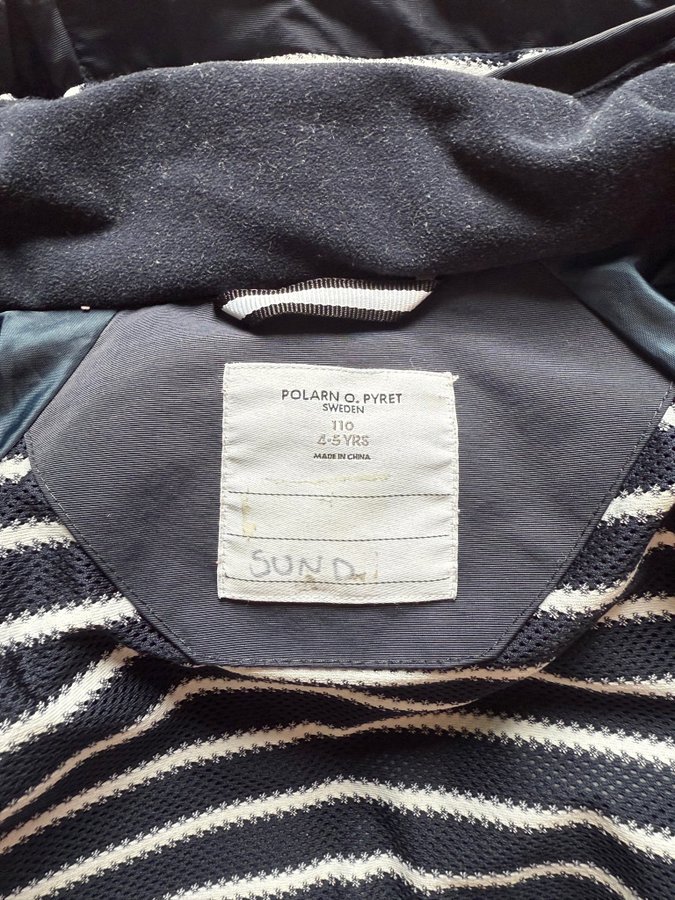 POLARN O. PYRET
SWEDEN
110
4-5 YRS
MADE IN CHINA
SUND